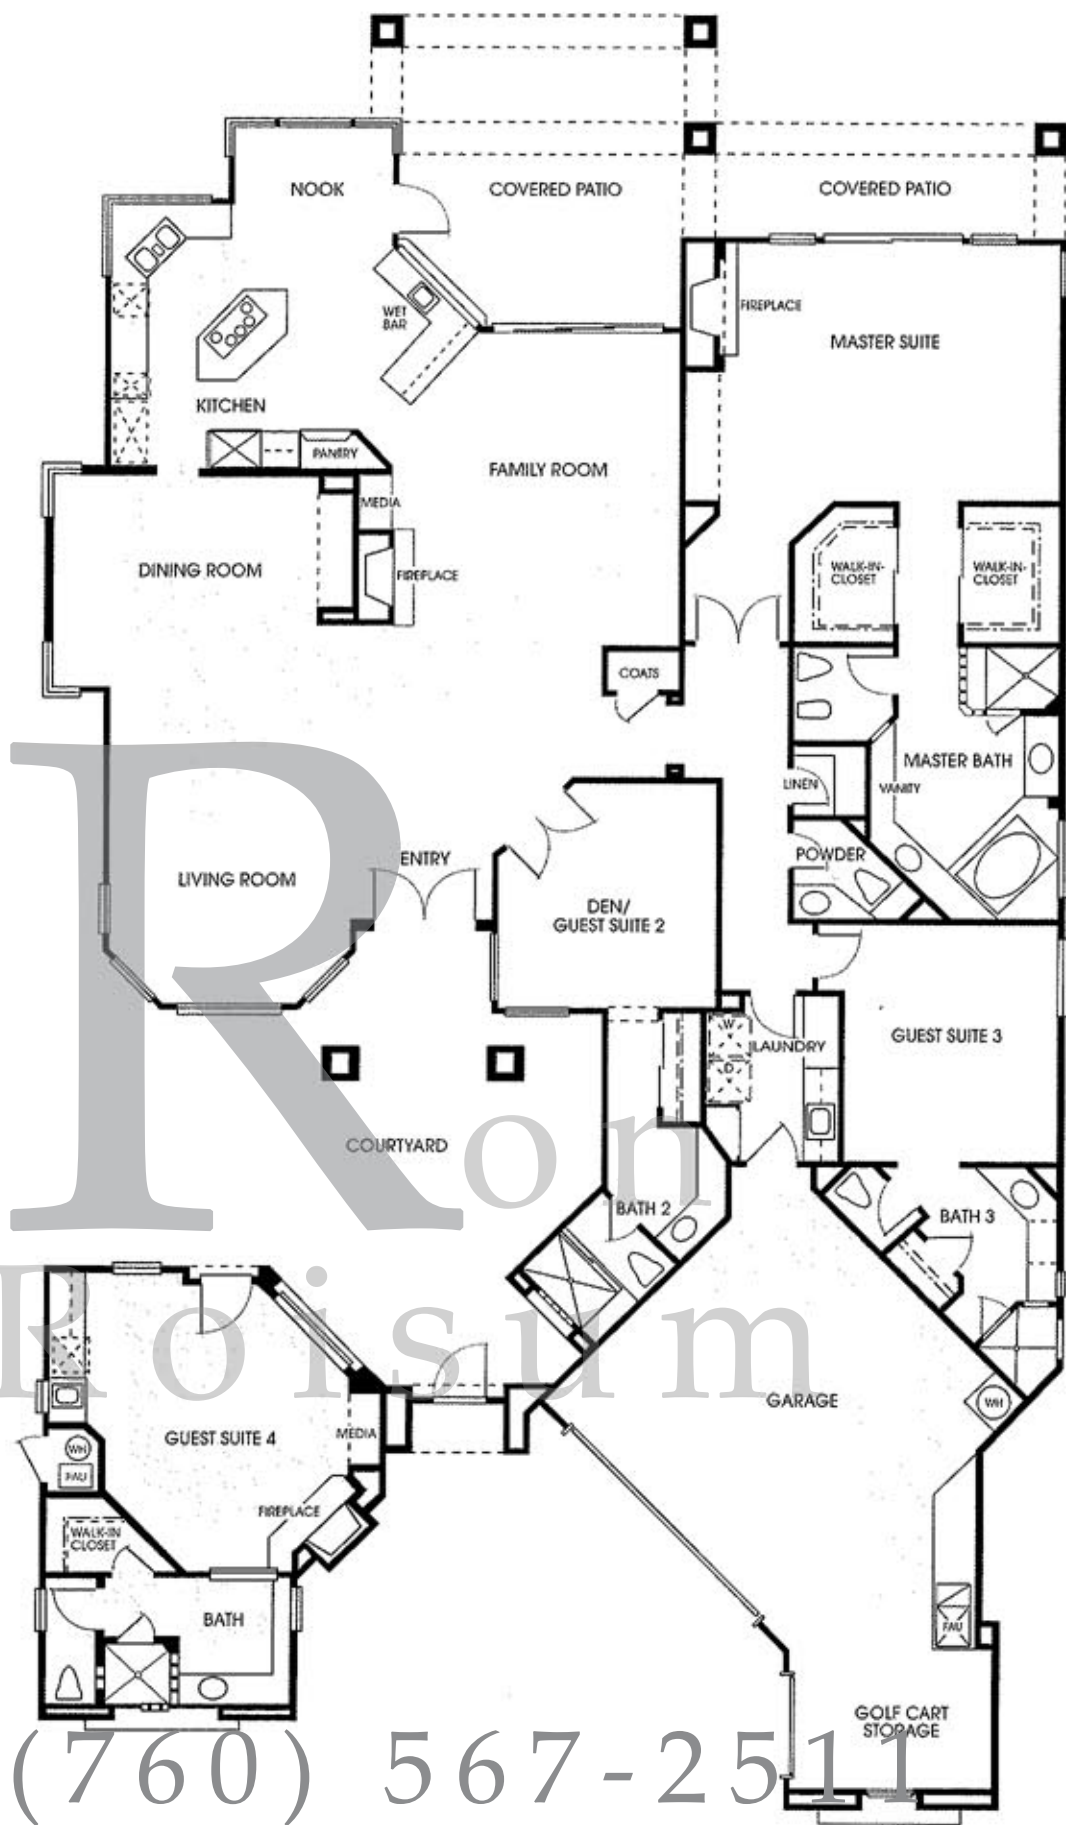 NOOK
COVERED PATIO
COVERED PATIO
FIREPLACE
WET
BAR
MASTER SUITE
KITCHEN
PANTRY
FAMILY ROOM
MEDIA
DINING ROOM
FIREPLACE
WALK-IN-
CLOSET
WALK-IN-
CLOSET
COATS
MASTER BATH
LINEN
VANITY
ENTRY
POWDER
LIVING ROOM
DEN/
GUEST SUITE 2
W
D
LAUNDRY
GUEST SUITE 3
COURTYARD
Ron
BATH 2
BATH 3
Roisum
GARAGE
WH
GUEST SUITE 4
MEDIA
WH
FAU
FIREPLACE
WALK-IN
CLOSET
BATH
FAU
GOLF CART
STORAGE
(760) 567-2511